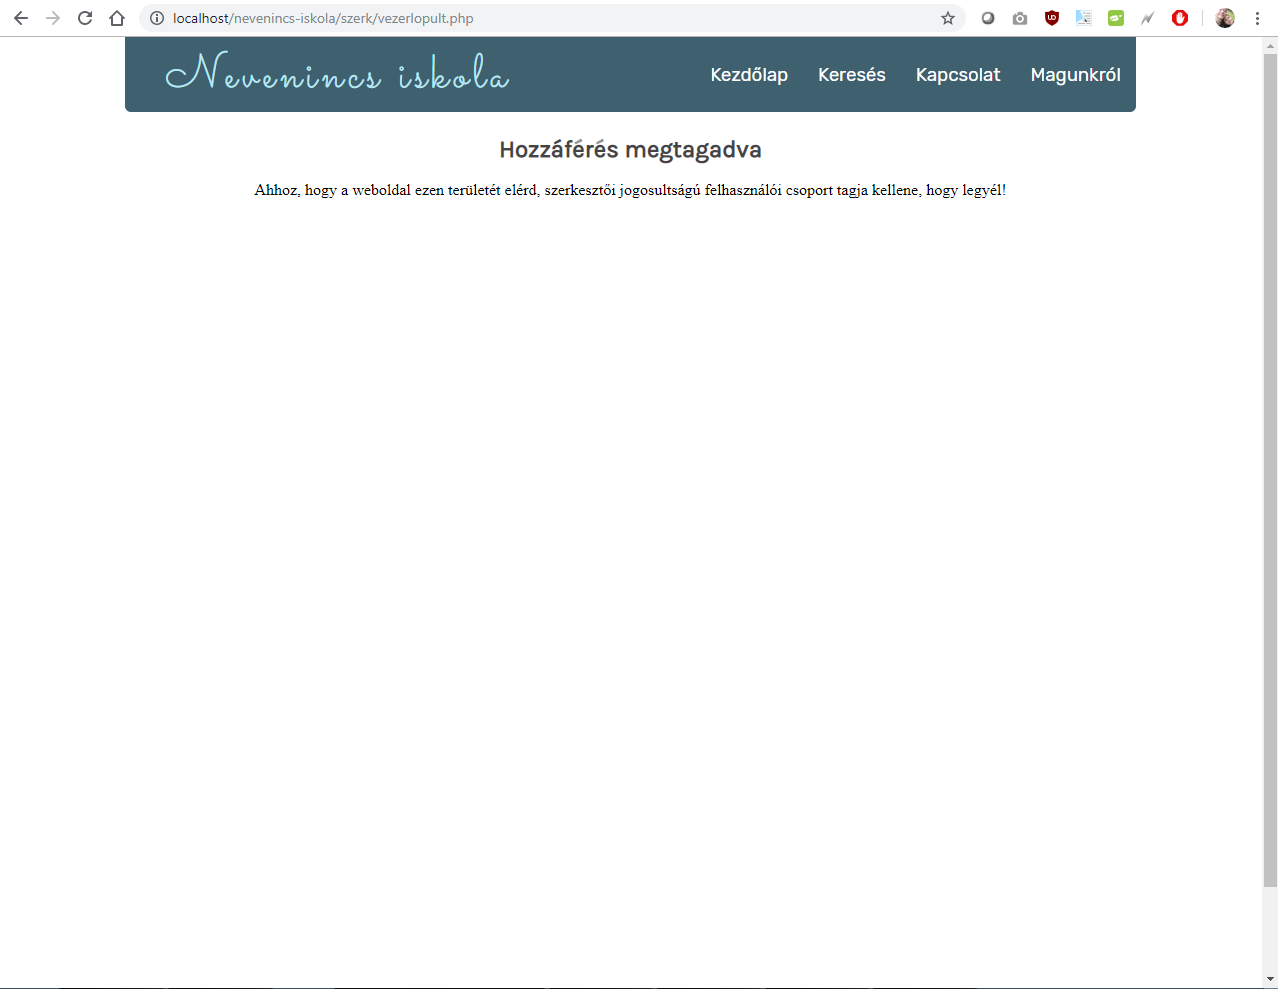 localhost/nevenincs-iskola/szerk/vezerlopult.php
Nevenincs iskola
Kezdőlap Keresés Kapcsolat Magunkról
Hozzáférés megtagadva
Ahhoz, hogy a weboldal ezen területét elérd, szerkesztői jogosultságú felhasználói csoport tagja kellene, hogy legyél!